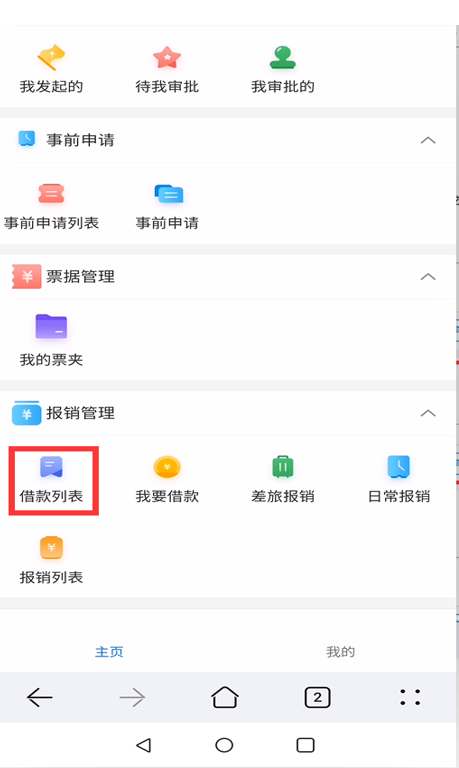 我发起的 待我审批 我审批的
事前申请
事前申请列表 事前申请
¥ 票据管理
我的票夹
¥ 报销管理
借款列表 我要借款 差旅报销 日常报销
报销列表
主页 我的
2